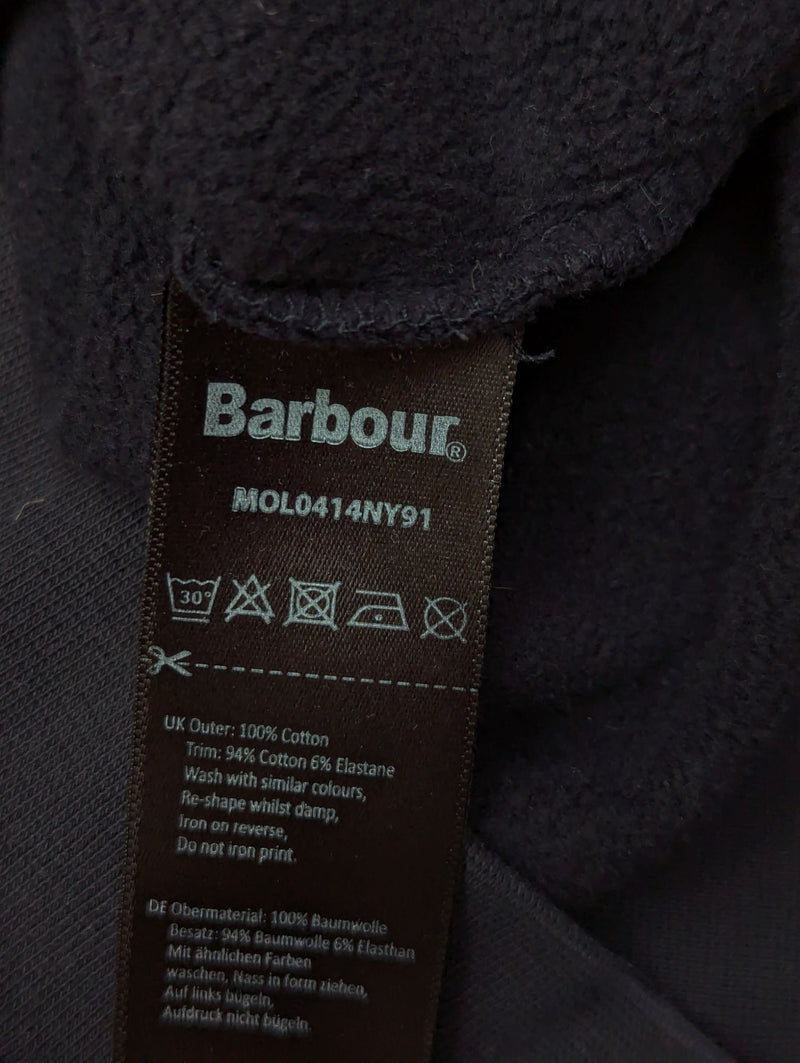 Barbour®
MOL0414NY91
30°
UK Outer: 100% Cotton
Trim: 94% Cotton 6% Elastane
Wash with similar colours,
Re-shape whilst damp,
Iron on reverse,
Do not iron print.
DE Obermaterial: 100% Baumwolle
Besatz: 94% Baumwolle 6% Elasthan
Mit ähnlichen Farben
waschen, Nass in form ziehen,
Auf links bügeln,
Aufdruck nicht bügeln.